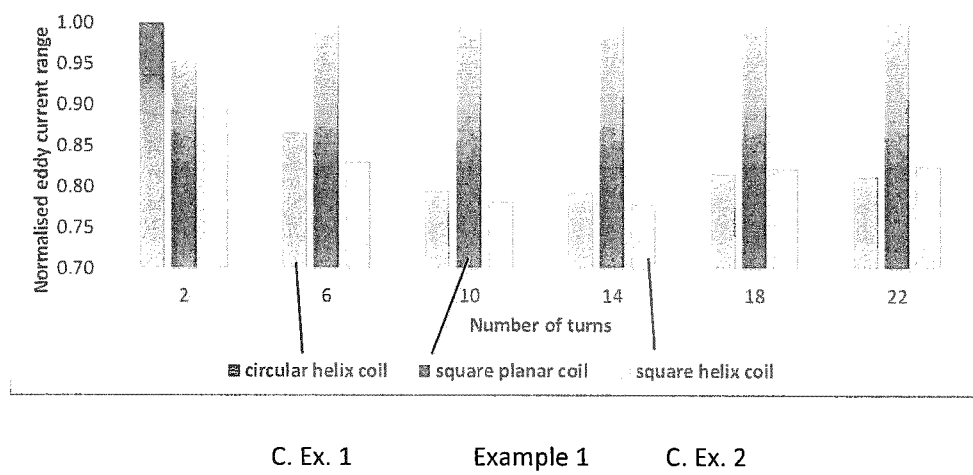 Normalised eddy current range
1.00
0.95
0.90
0.85
0.80
0.75
0.70
2 6 10 14 18 22
Number of turns
circular helix coil square planar coil square helix coil
C. Ex. 1 Example 1 C. Ex. 2